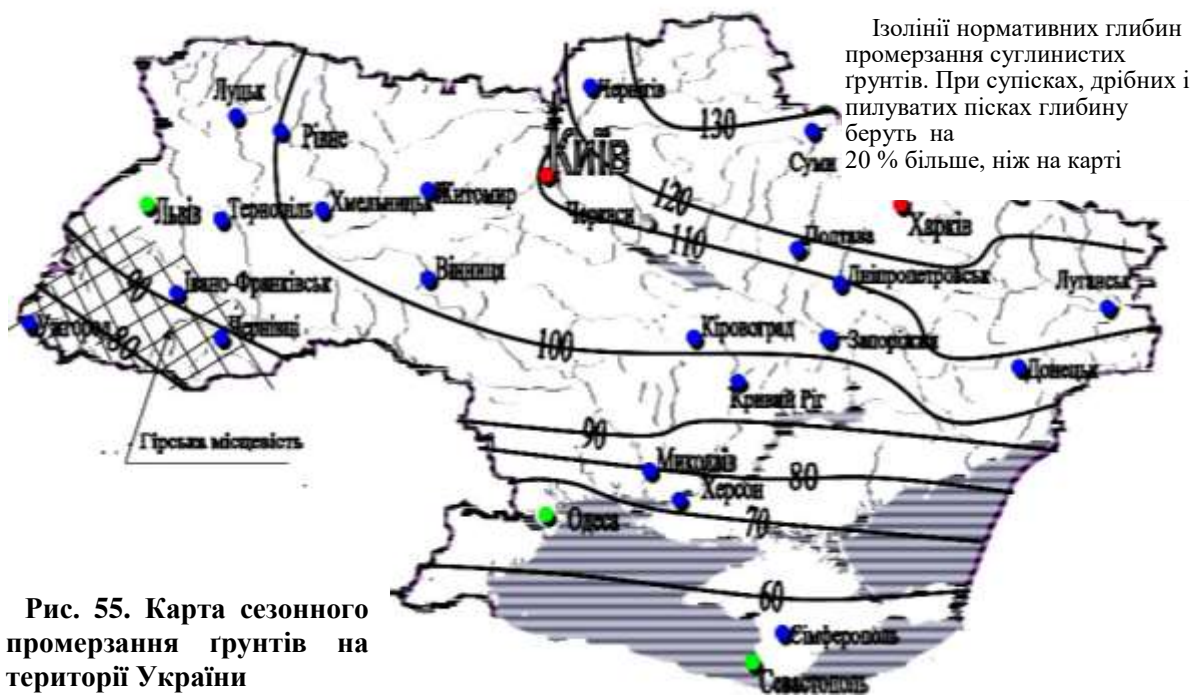 Ізолінії нормативних глибин
промерзання суглинистих
ґрунтів. При супісках, дрібних і
пилуватих пісках глибину
беруть на
20 % більше, ніж на карті
Чернігів
Луцьк
130
Рівне
Київ
Суми
Житомир
Хмельницьк
120
Львів
Тернопіль
Черкаси
Харків
110
Полтава
Вінниця
Дніпропетровськ
Луганськ
90
Івано-Франківськ
Ужгород
80
Чернівці
100
Кіровоград
Запоріжжя
Донецьк
Кривий Ріг
90
Гірська місцевість
Миколаїв
80
Херсон
Одеса
70
60
Рис. 55. Карта сезонного
промерзання ґрунтів на
території України
Сімферополь
Севастополь